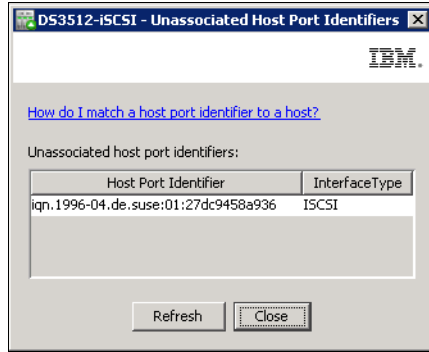 DS3512-iSCSI - Unassociated Host Port Identifiers
IBM.
How do I match a host port identifier to a host?
Unassociated host port identifiers:
Host Port Identifier InterfaceType
iqn.1996-04.de.suse:01:27dc9458a936 ISCSI
Refresh Close